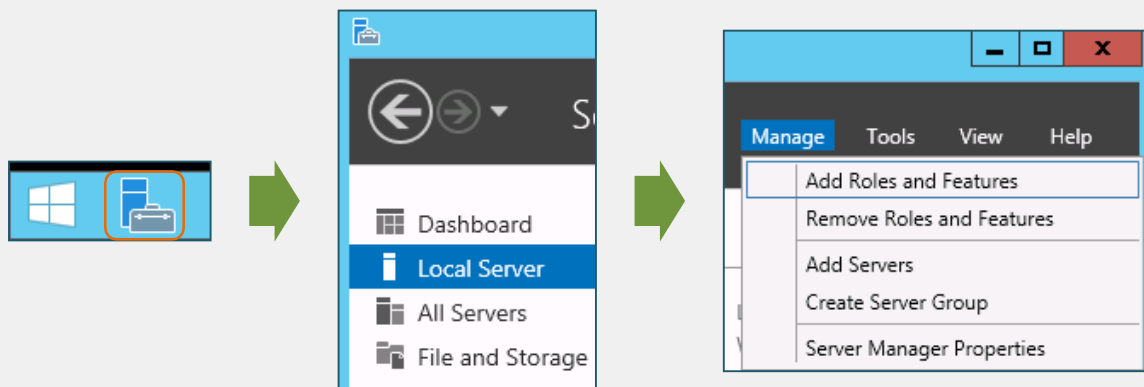 S
Dashboard
Local Server
All Servers
File and Storage
Manage Tools View Help
Add Roles and Features
Remove Roles and Features
Add Servers
Create Server Group
Server Manager Properties